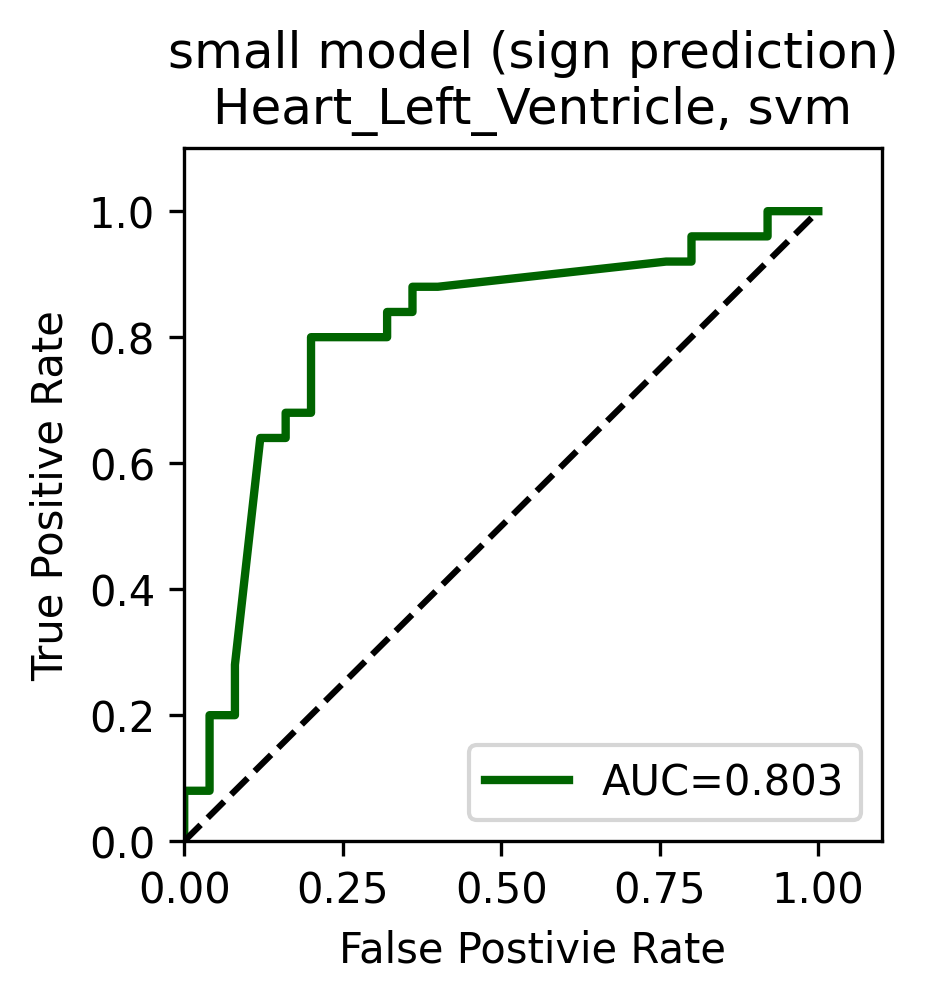 small model (sign prediction)
Heart_Left_Ventricle, svm
1.0
0.8
0.6
0.4
0.2
0.0
True Positive Rate
AUC=0.803
0.00 0.25 0.50 0.75 1.00
False Postivie Rate